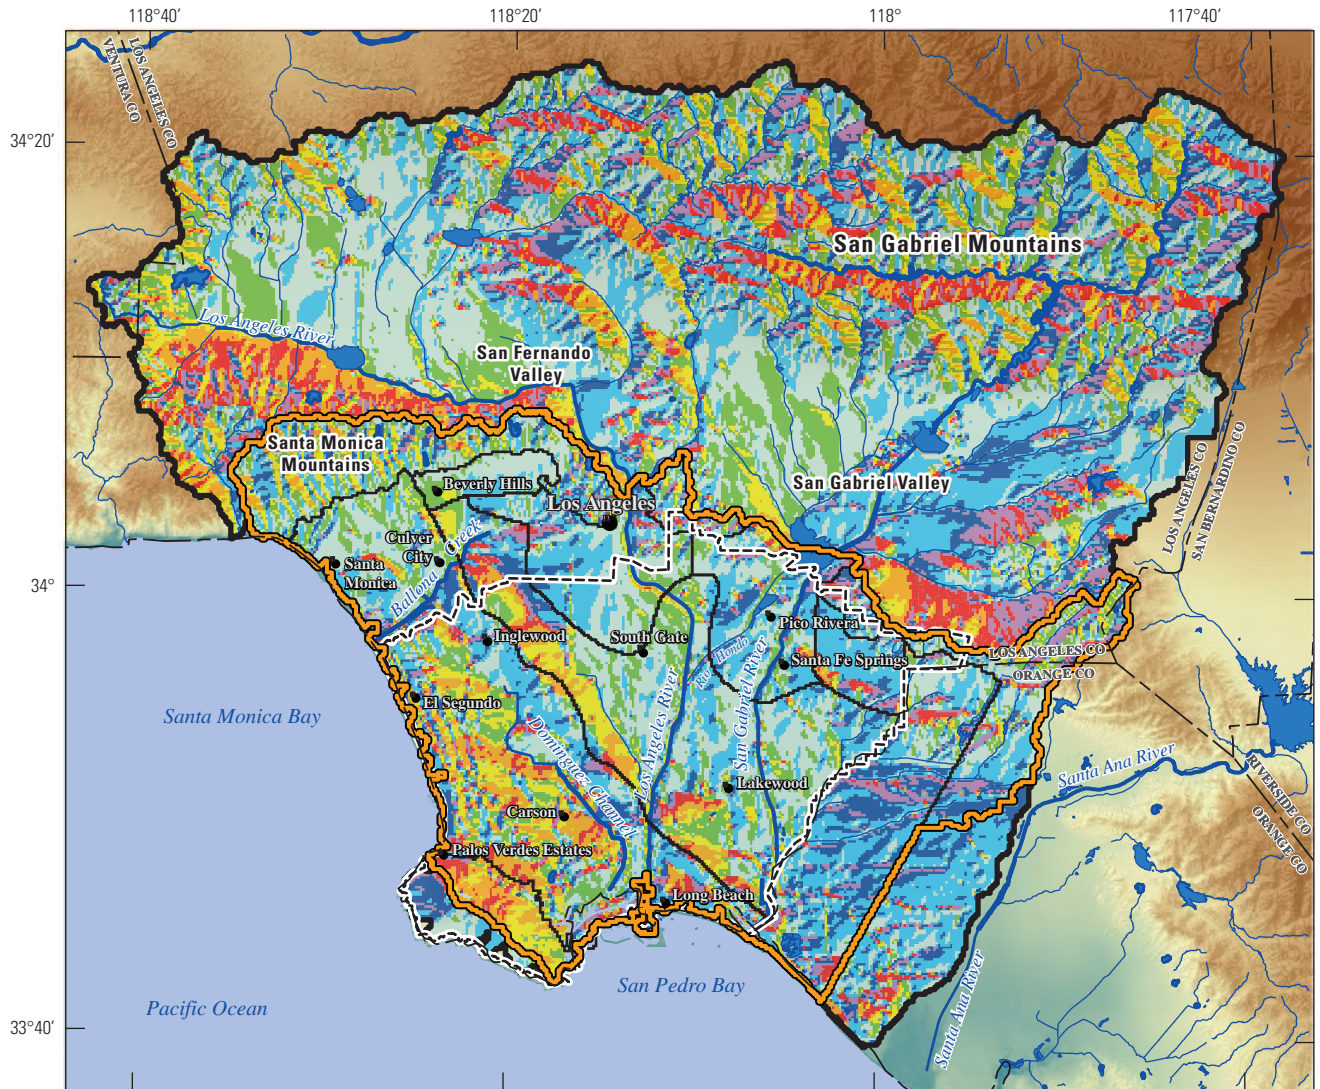 118°40'
118°20'
118°
117°40'
34°20'
34°
33°40'
VENTURA CO
LOS ANGELES CO
San Gabriel Mountains
Los Angeles River
San Fernando
Valley
Santa Monica
Mountains
Beverly Hills
Los Angeles
San Gabriel Valley
LOS ANGELES CO
SAN BERNARDINO CO
Culver
City
Ballona Creek
Santa
Monica
Inglewood
South Gate
Pico Rivera
Rio Hondo
Santa Fe Springs
LOS ANGELES CO
ORANGE CO
Santa Monica Bay
El Segundo
Dominguez Channel
Los Angeles River
San Gabriel River
Lakewood
Santa Ana River
RIVERSIDE CO
ORANGE CO
Carson
Palos Verdes Estates
Long Beach
San Pedro Bay
Pacific Ocean
Santa Ana River